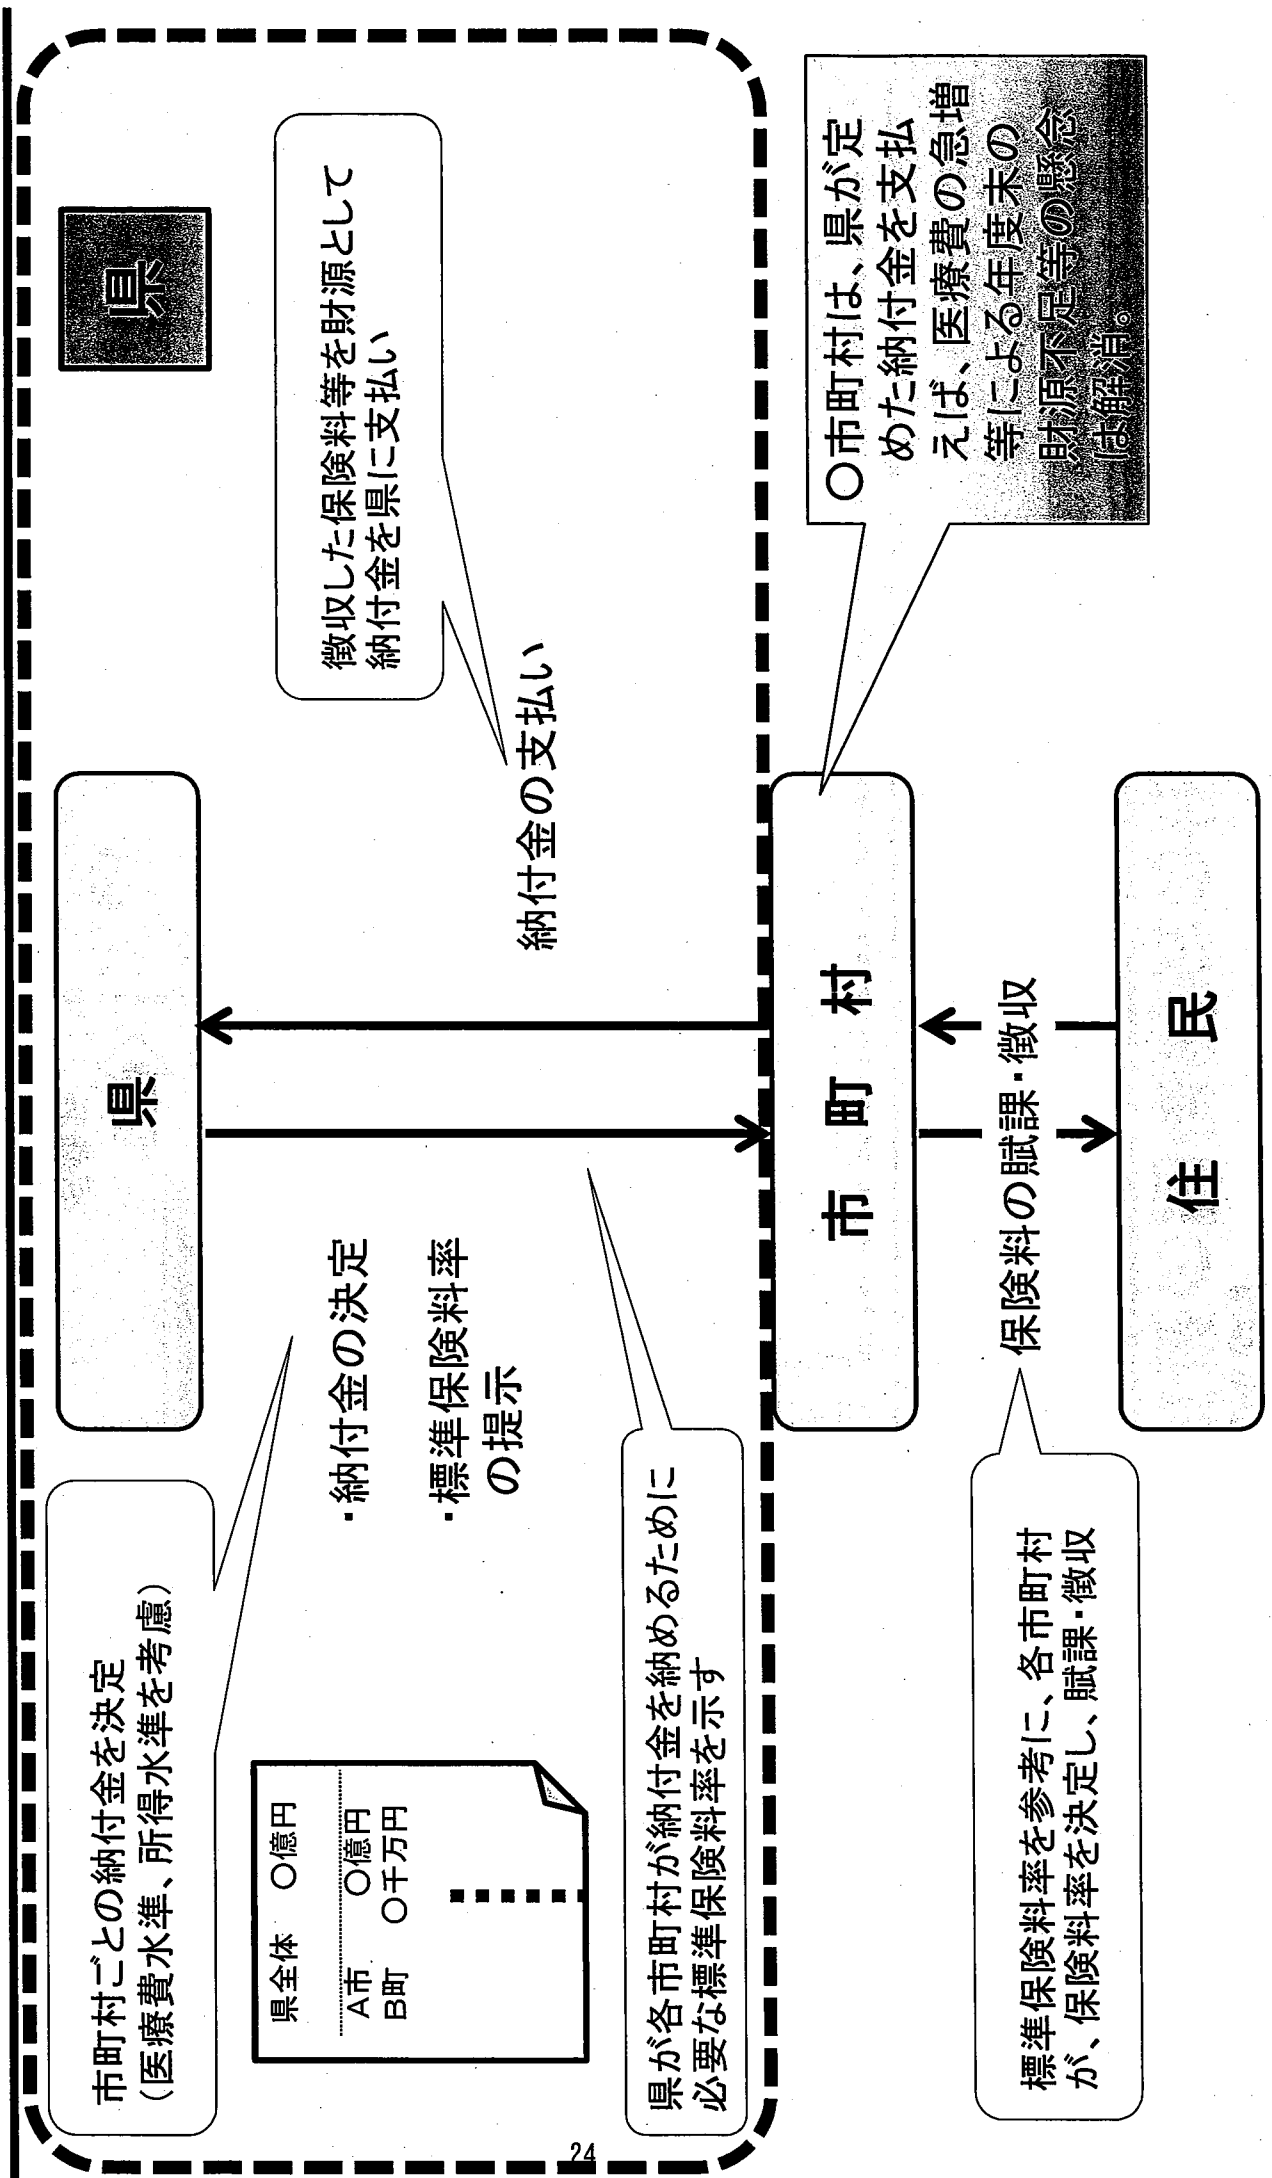 県
県
市町村ごとの納付金を決定
（医療費水準、所得水準を考慮）
県全体　○億円
A市　○億円
B町　○千万円
・納付金の決定
・標準保険料率
の提示
徴収した保険料等を財源として
納付金を県に支払い
納付金の支払い
県が各市町村が納付金を納めるために
必要な標準保険料率を示す
市 町 村
○市町村は、県が定
めた納付金を支払
えば、医療費の急増
等による年度末の
財源不足等の懸念
は解消。
標準保険料率を参考に、各市町村
が、保険料率を決定し、賦課・徴収
保険料の賦課・徴収
住 民
24